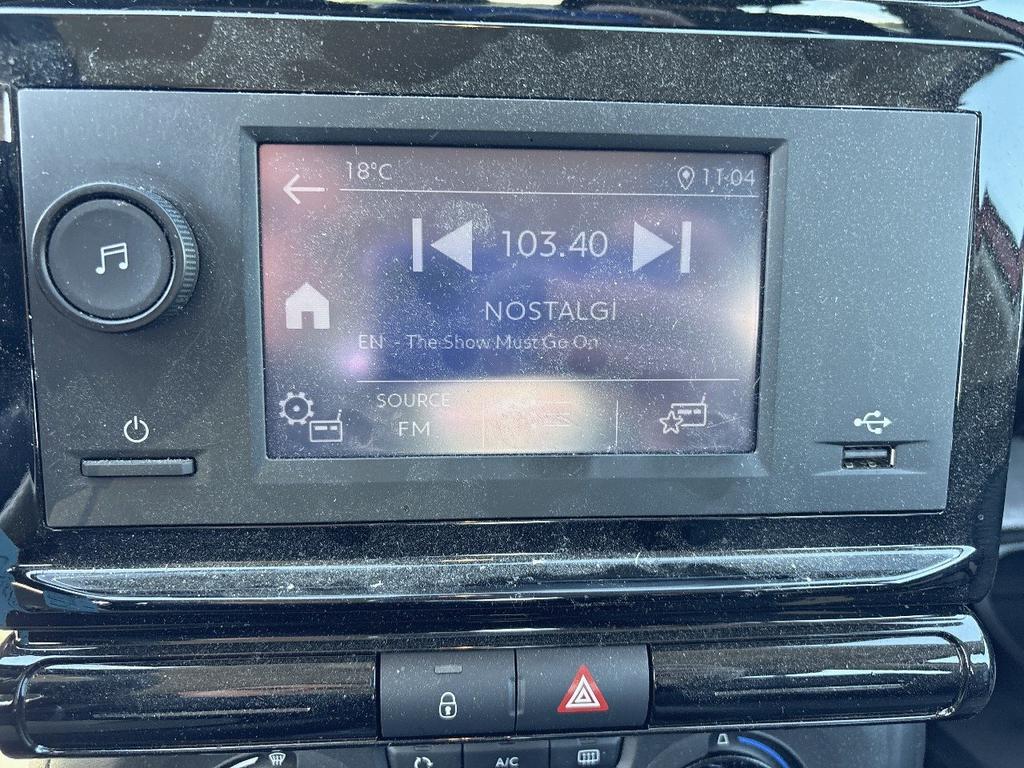 18°C
11:04
103.40
NOSTALGİ
EN - The Show Must Go On
SOURCE
FM
A/C